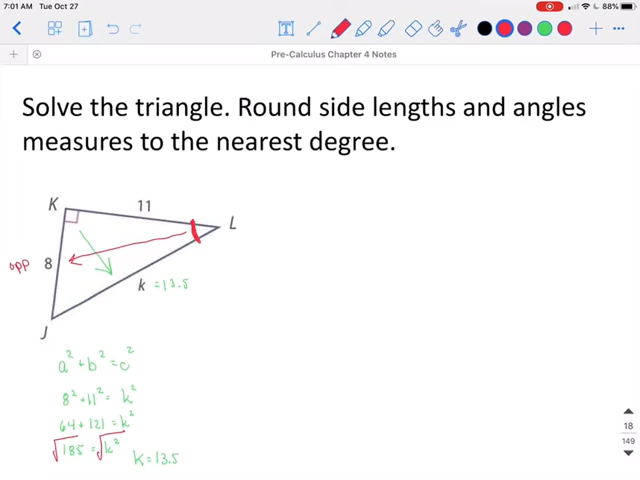 7:01 AM Tue Oct 27
88%
Pre-Calculus Chapter 4 Notes
Solve the triangle. Round side lengths and angles
measures to the nearest degree.
K
11
L
opp 8
k = 13.5
J
a² + b² = c²
8² + 11² = k²
64 + 121 = k²
√185 = √k²
k = 13.5
18
149